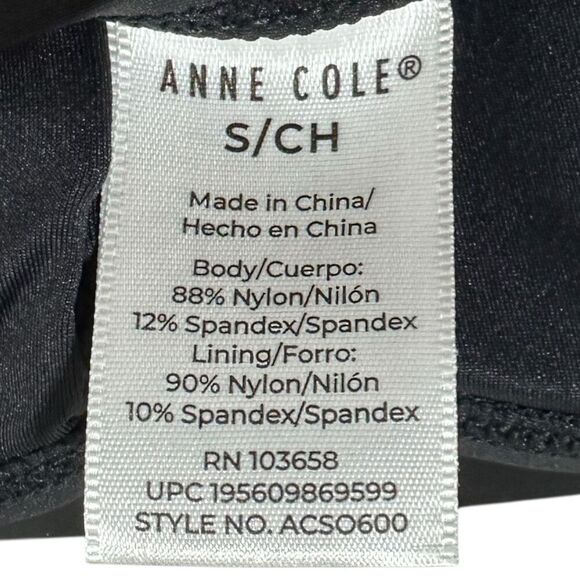 ANNE COLE®
S/CH
Made in China/
Hecho en China
Body/Cuerpo:
88% Nylon/Nilón
12% Spandex/Spandex
Lining/Forro:
90% Nylon/Nilón
10% Spandex/Spandex
RN 103658
UPC 195609869599
STYLE NO. ACSO600